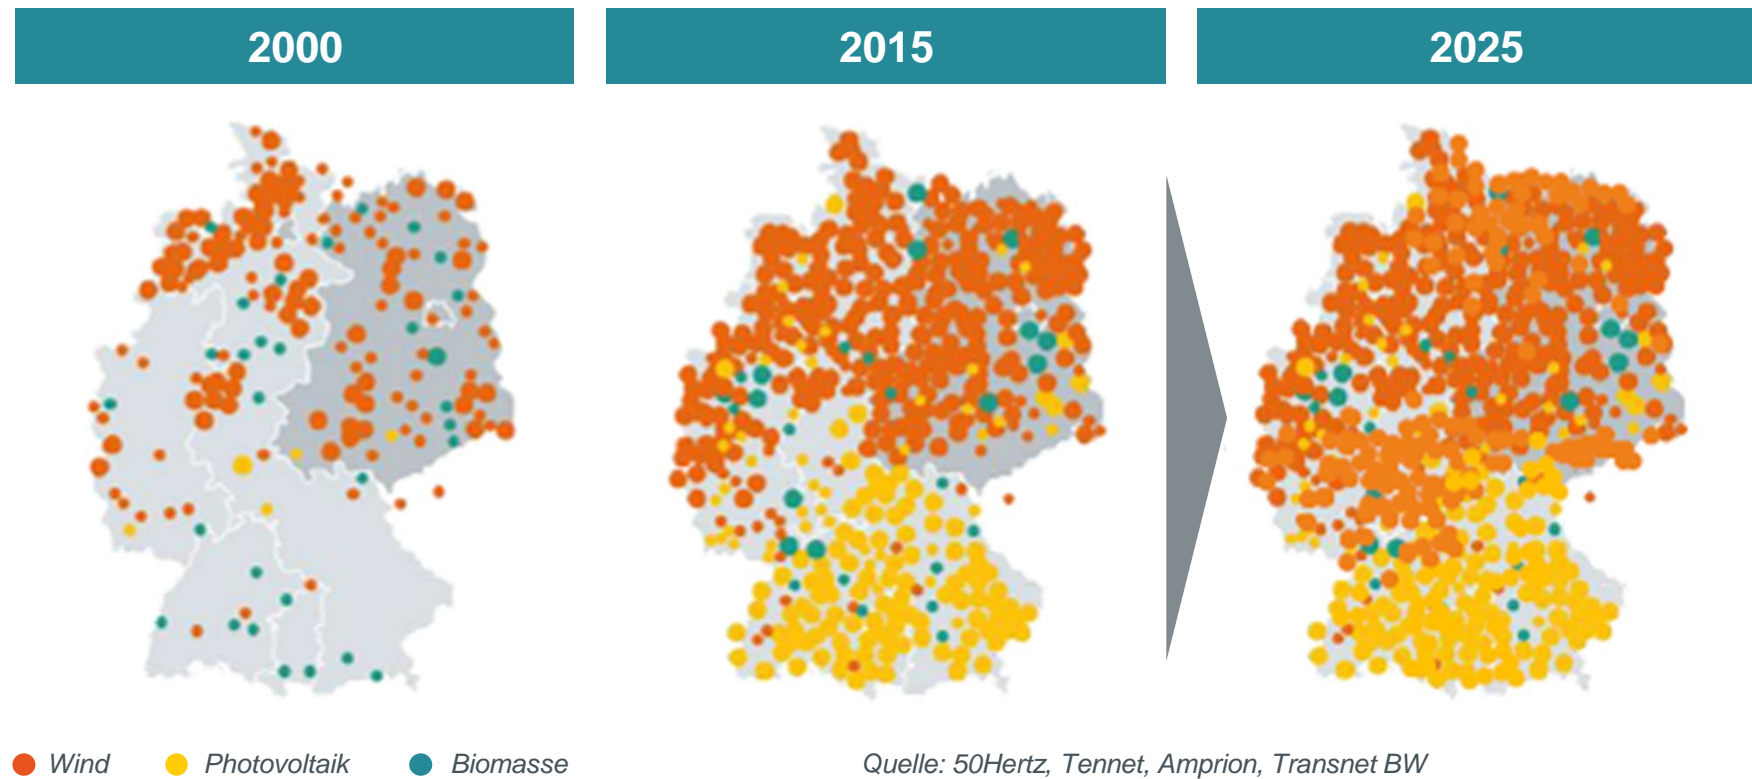 2000
2015
2025
Wind
Photovoltaik
Biomasse
Quelle: 50Hertz, Tennet, Amprion, Transnet BW